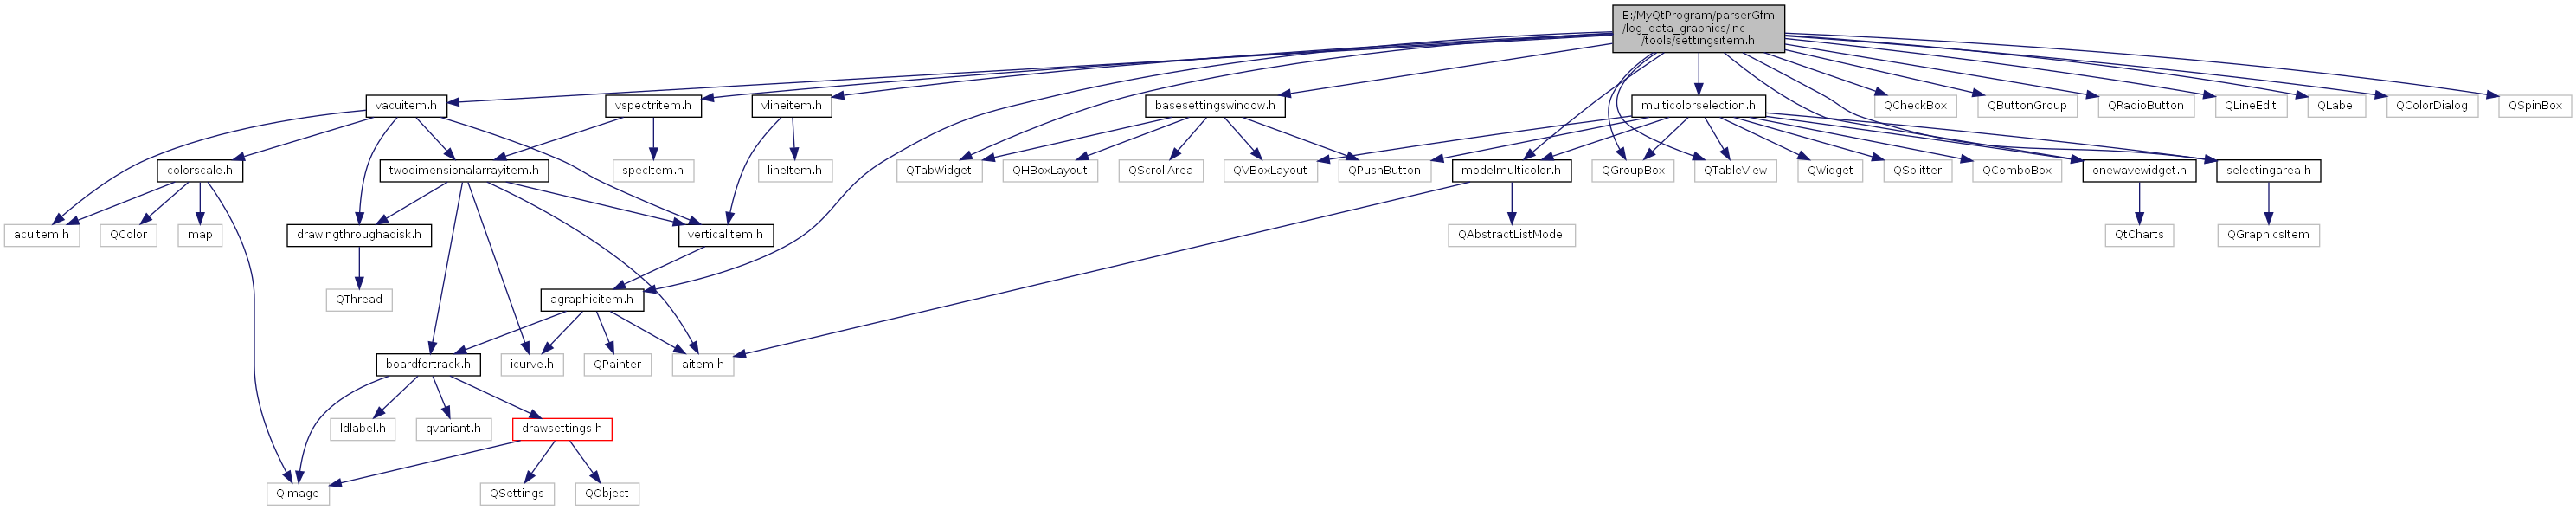 E:/MyQtProgram/parserGfm
/log_data_graphics/inc
/tools/settingsitem.h
vacuitem.h
vspectritem.h
vlineitem.h
basesettingswindow.h
multicolorselection.h
QCheckBox
QButtonGroup
QRadioButton
QLineEdit
QLabel
QColorDialog
QSpinBox
colorscale.h
twodimensionalarrayitem.h
specItem.h
lineItem.h
QTabWidget
QHBoxLayout
QScrollArea
QVBoxLayout
QPushButton
modelmulticolor.h
QGroupBox
QTableView
QWidget
QSplitter
QComboBox
onewavewidget.h
selectingarea.h
acuItem.h
QColor
map
drawingthroughadisk.h
verticalitem.h
QAbstractListModel
QtCharts
QGraphicsItem
QThread
agraphicitem.h
boardfortrack.h
icurve.h
QPainter
aitem.h
ldlabel.h
qvariant.h
drawsettings.h
QImage
QSettings
QObject